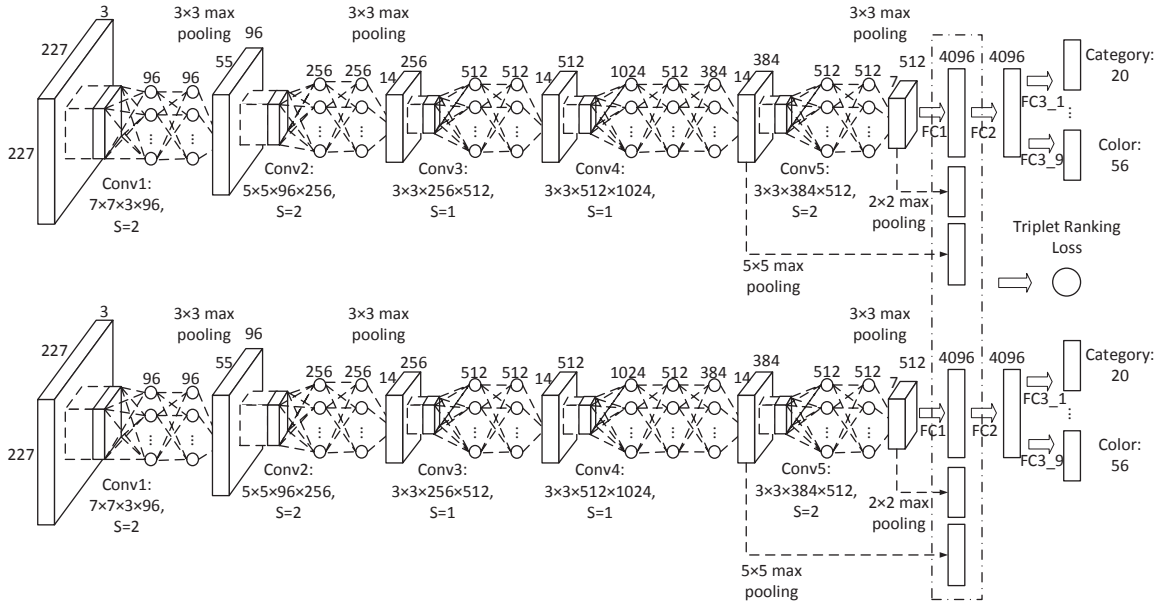 3
3×3 max
pooling
96
3×3 max
pooling
3×3 max
pooling
227
227
96
96
55
256
256
14
256
512
512
14
512
1024
512
384
14
384
512
512
7
512
4096
4096
FC1
FC2
FC3_1
FC3_9
Category:
20
⋮
Color:
56
Conv1:
7×7×3×96,
S=2
Conv2:
5×5×96×256,
S=2
Conv3:
3×3×256×512,
S=1
Conv4:
3×3×512×1024,
S=1
Conv5:
3×3×384×512,
S=2
2×2 max
pooling
5×5 max
pooling
Triplet Ranking
Loss
3
3×3 max
pooling
96
3×3 max
pooling
3×3 max
pooling
227
227
96
96
55
256
256
14
256
512
512
14
512
1024
512
384
14
384
512
512
7
512
4096
4096
FC1
FC2
FC3_1
FC3_9
Category:
20
⋮
Color:
56
Conv1:
7×7×3×96,
S=2
Conv2:
5×5×96×256,
S=2
Conv3:
3×3×256×512,
S=1
Conv4:
3×3×512×1024,
S=1
Conv5:
3×3×384×512,
S=2
2×2 max
pooling
5×5 max
pooling